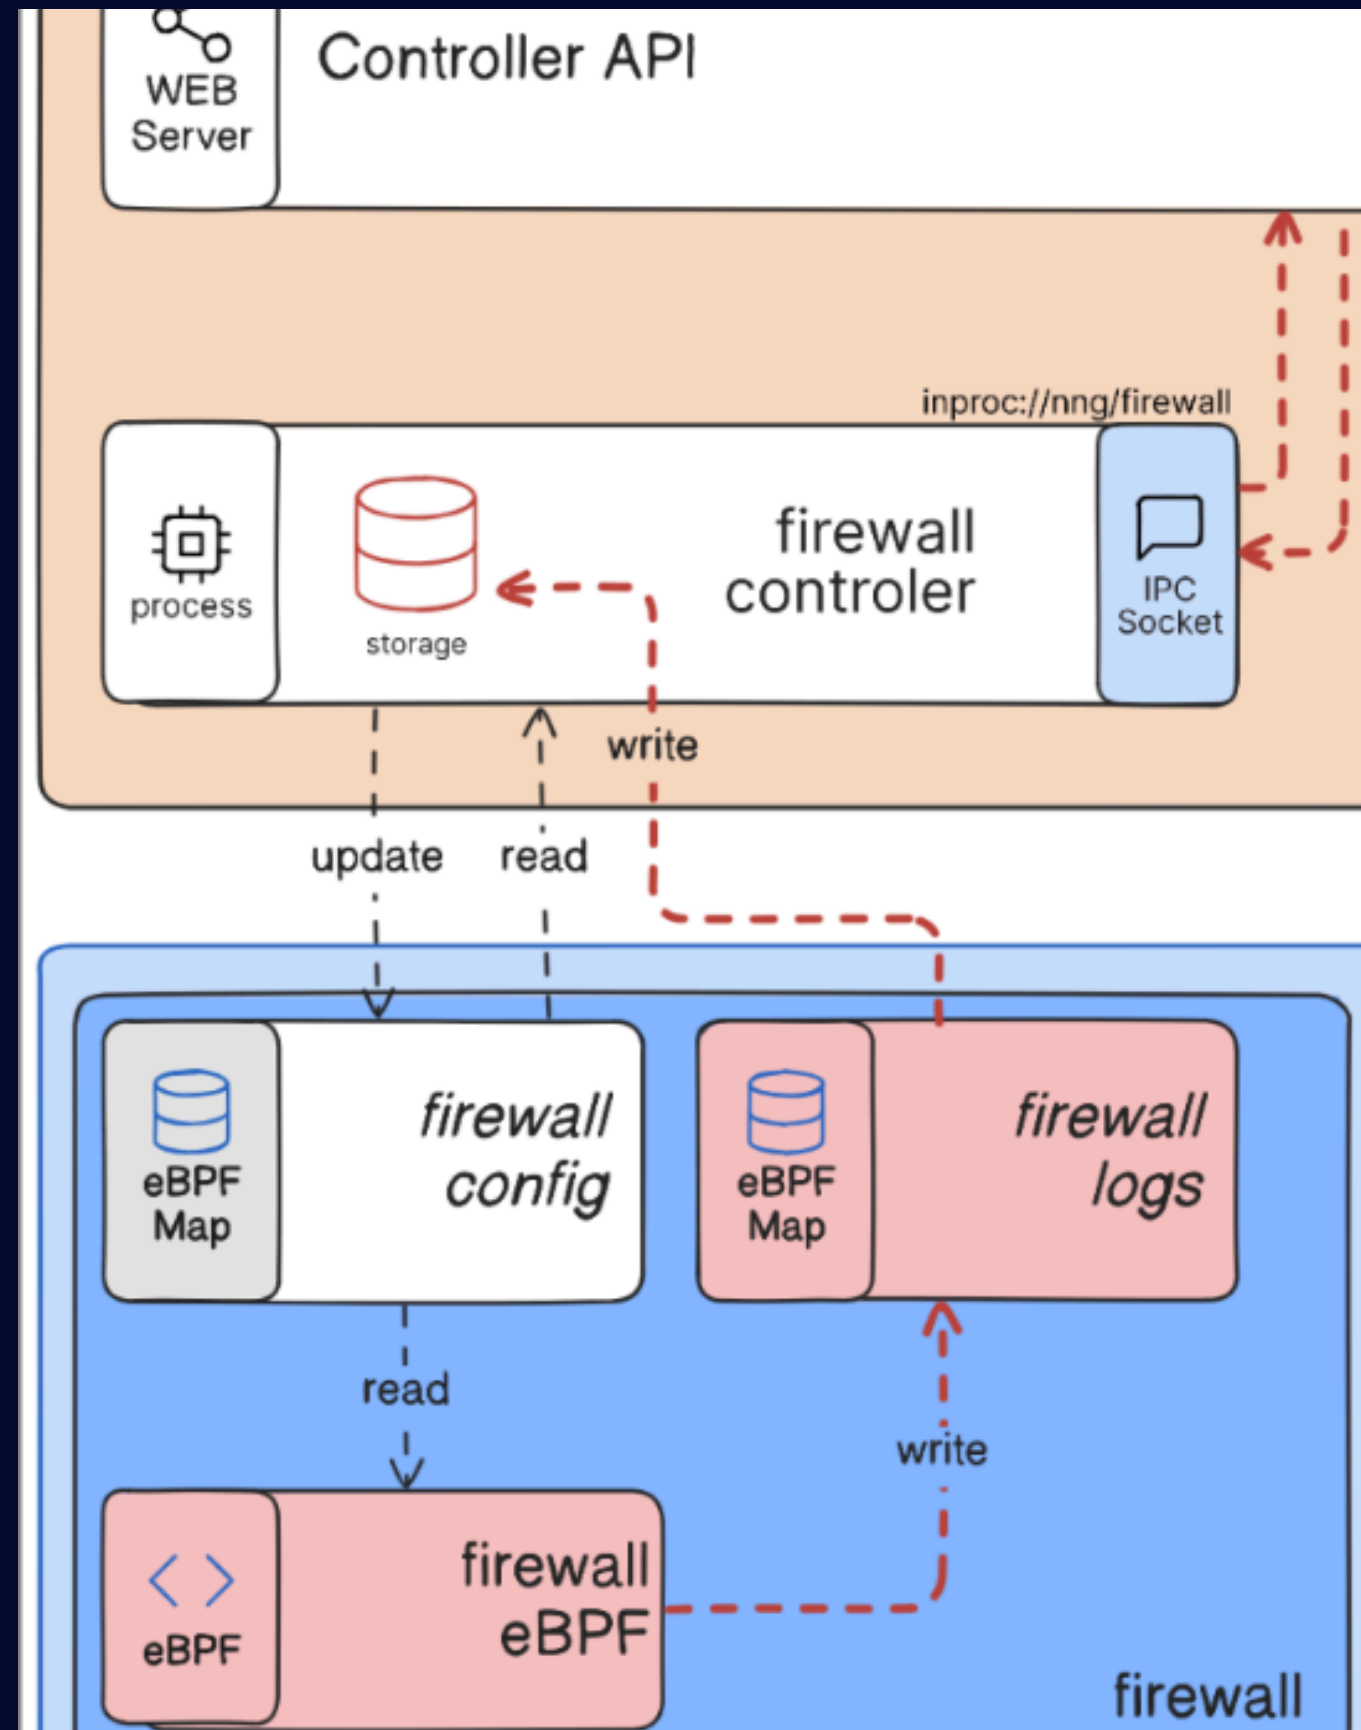 WEB
Server
Controller API
inproc://nng/firewall
process
storage
firewall
controler
IPC
Socket
write
update
read
eBPF
Map
firewall
config
eBPF
Map
firewall
logs
read
write
eBPF
firewall
eBPF
firewall